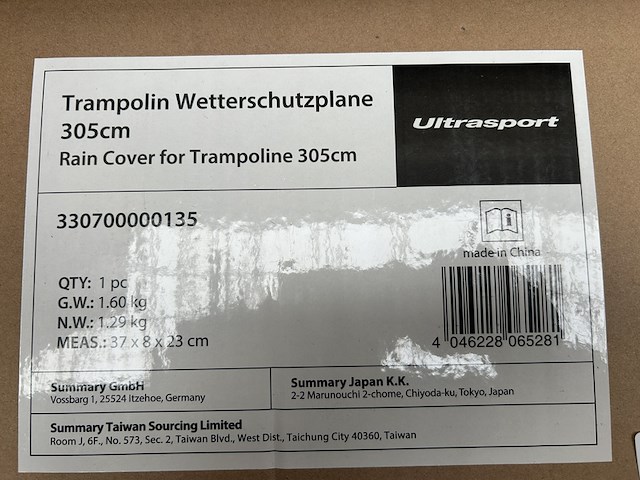 Trampolin Wetterschutzplane
305cm
Rain Cover for Trampoline 305cm
Ultrasport
330700000135
made in China
QTY: 1 pc
G.W.: 1.60 kg
N.W.: 1.29 kg
MEAS.: 37 x 8 x 23 cm
4 046228 065281
Summary GmbH
Vossbarg 1, 25524 Itzehoe, Germany
Summary Japan K.K.
2-2 Marunouchi 2-chome, Chiyoda-ku, Tokyo, Japan
Summary Taiwan Sourcing Limited
Room J, 6F., No. 573, Sec. 2, Taiwan Blvd., West Dist., Taichung City 40360, Taiwan